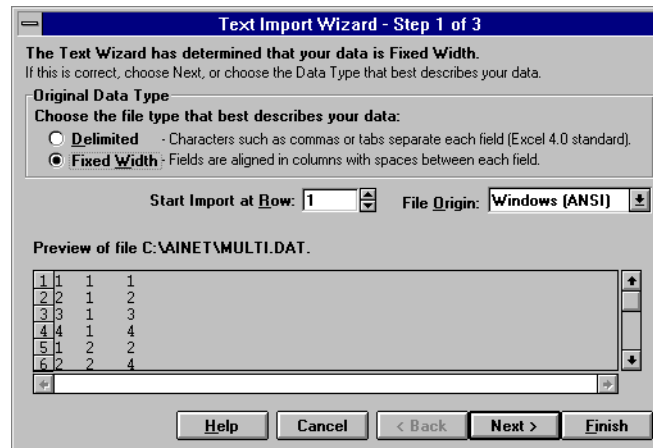 Text Import Wizard - Step 1 of 3
The Text Wizard has determined that your data is Fixed Width.
If this is correct, choose Next, or choose the Data Type that best describes your data.
Original Data Type
Choose the file type that best describes your data:
Delimited - Characters such as commas or tabs separate each field (Excel 4.0 standard).
Fixed Width - Fields are aligned in columns with spaces between each field.
Start Import at Row: 1 File Origin: Windows (ANSI)
Preview of file C:\AINET\MULTI.DAT.
1 1 1 1
2 2 1 2
3 3 1 3
4 4 1 4
5 1 2 2
6 2 2 4
Help Cancel < Back Next > Finish